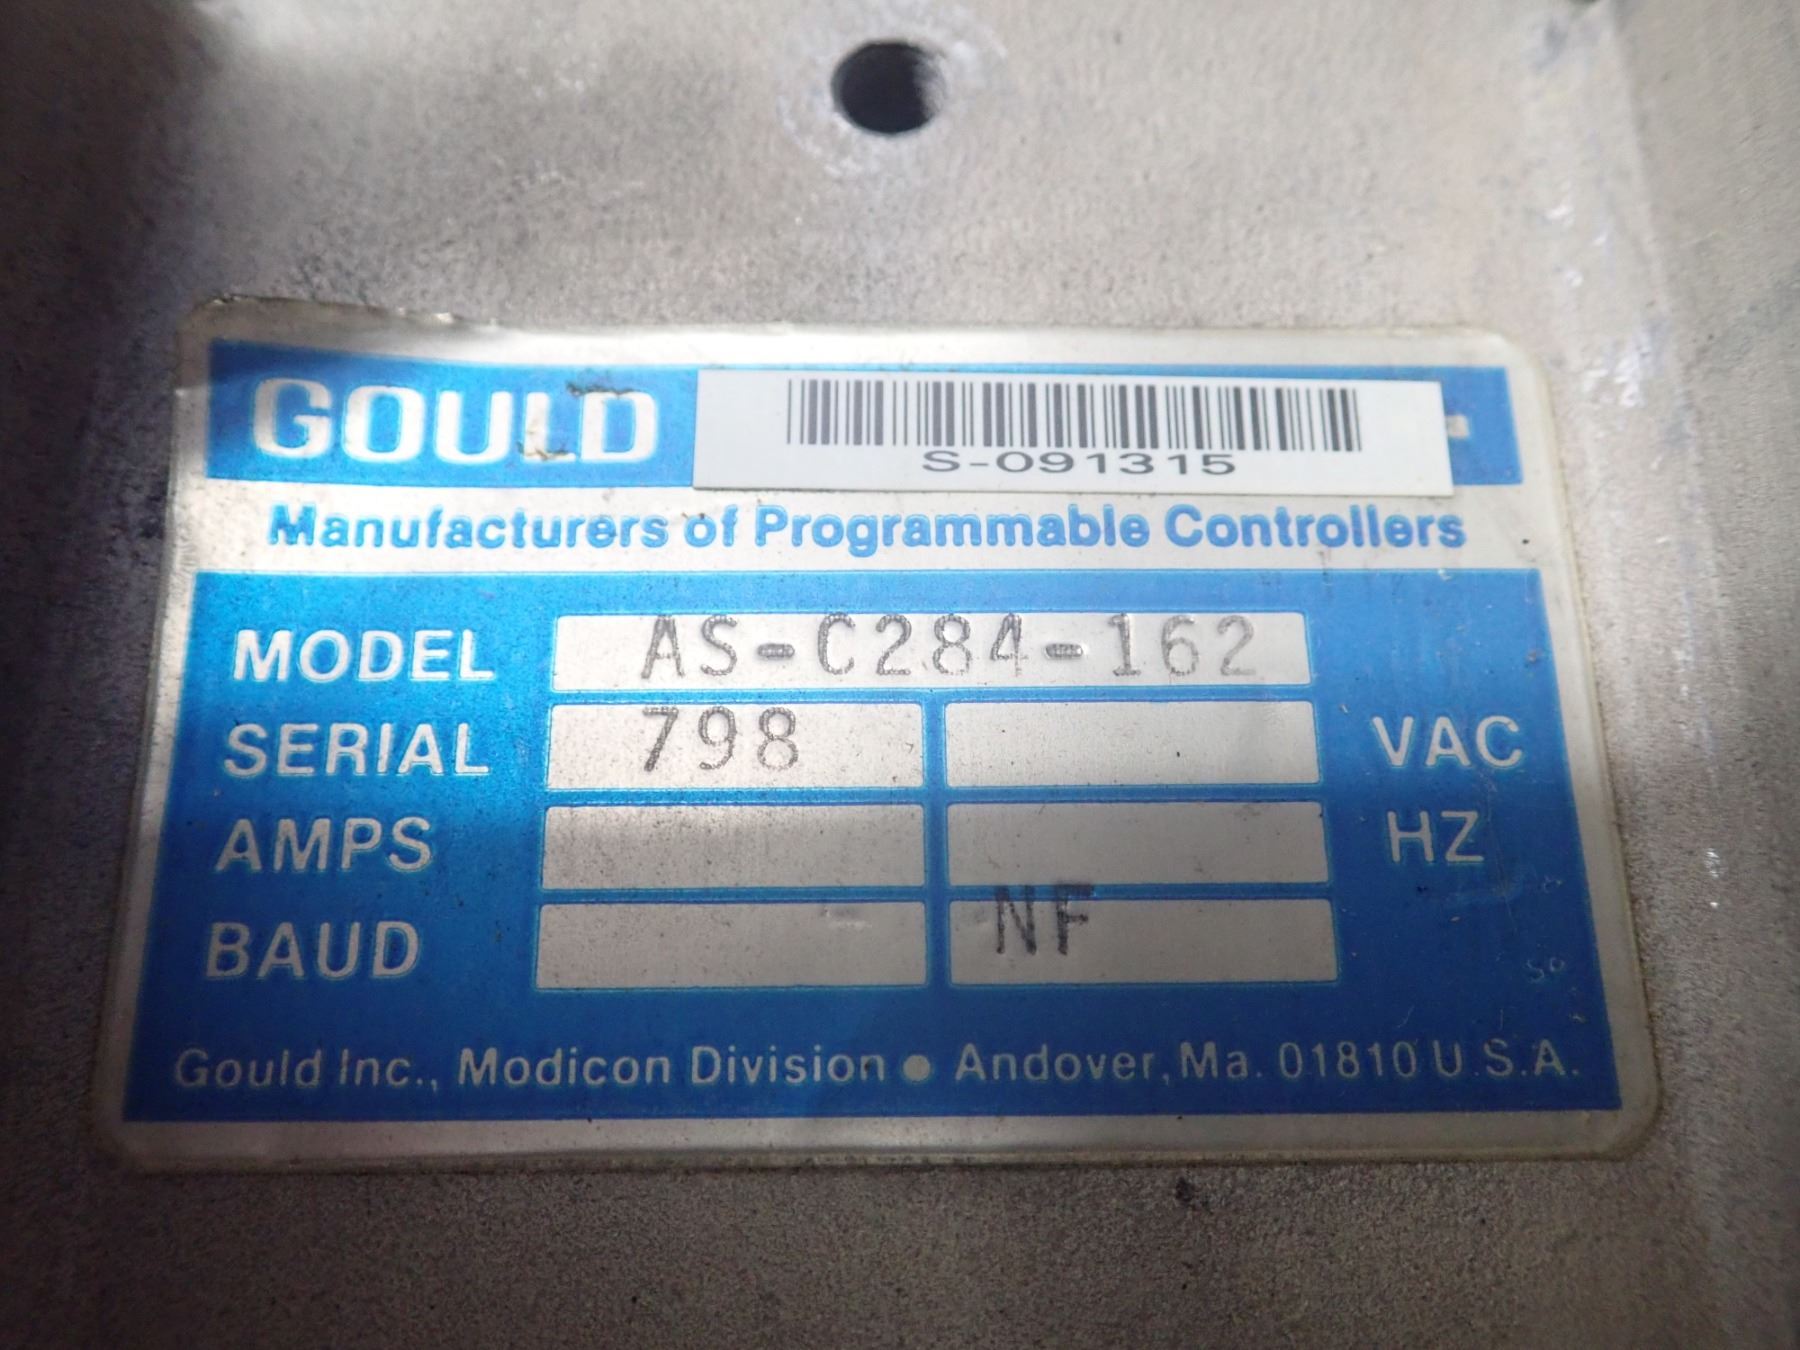 GOULD
S-091315
Manufacturers of Programmable Controllers
MODEL AS-C284-162
SERIAL 798 VAC
AMPS HZ
BAUD NF
Gould Inc., Modicon Division ● Andover, Ma. 01810 U.S.A.